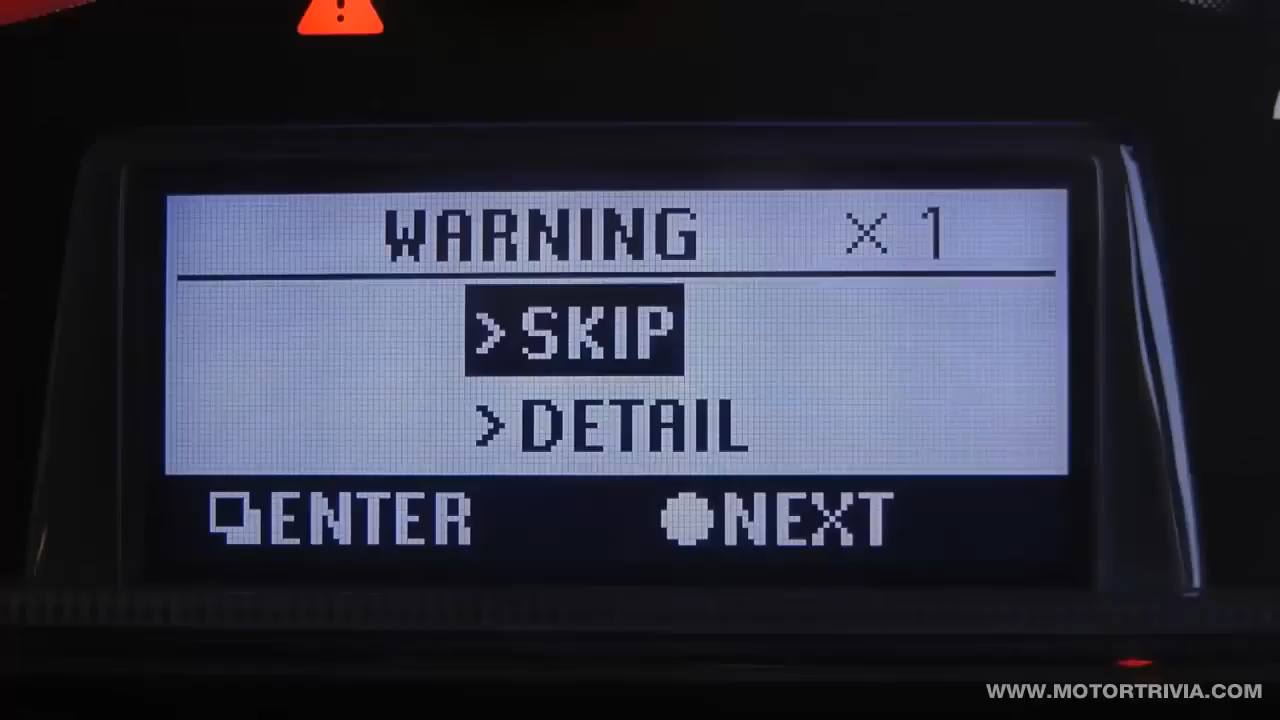 WARNING × 1
>SKIP
>DETAIL
ENTER NEXT
WWW.MOTORTRIVIA.COM